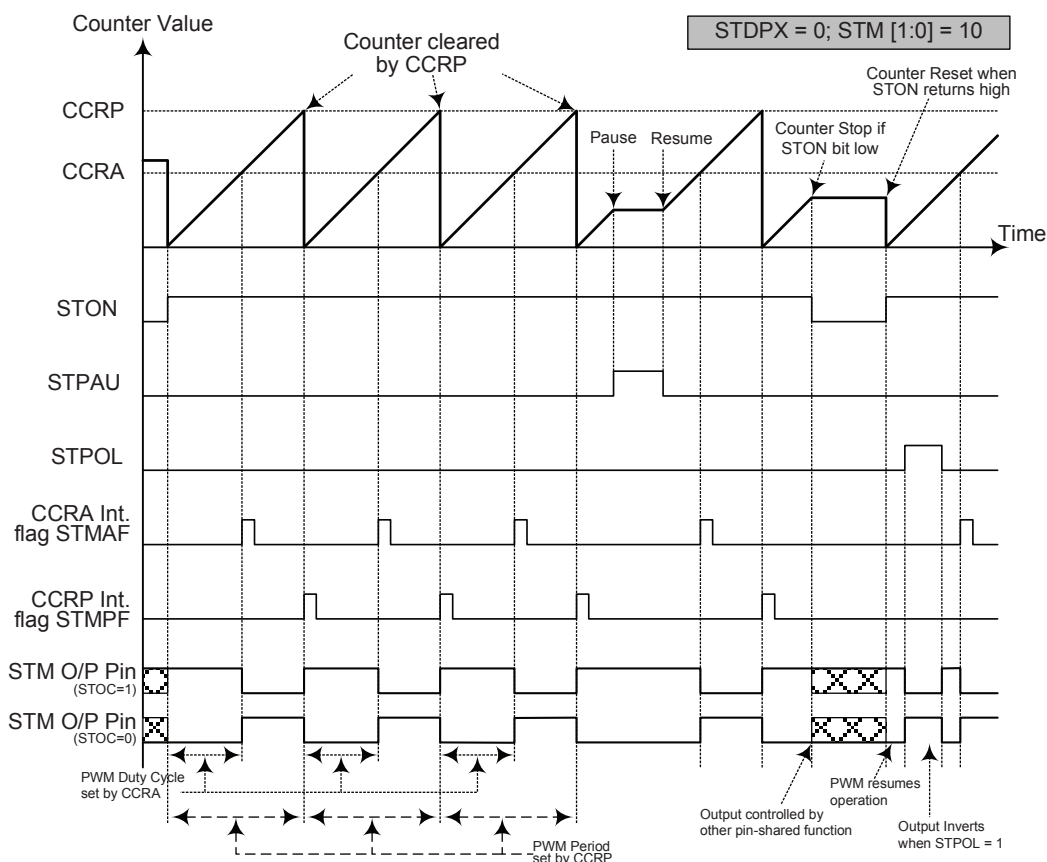 Counter Value
STDPX = 0; STM [1:0] = 10
Counter cleared
by CCRP
Counter Reset when
STON returns high
CCRP
Pause
Resume
Counter Stop if
STON bit low
CCRA
Time
STON
STPAU
STPOL
CCRA Int.
flag STMAF
CCRP Int.
flag STMPF
STM O/P Pin
(STOC=1)
STM O/P Pin
(STOC=0)
PWM Duty Cycle
set by CCRA
PWM resumes
operation
Output controlled by
other pin-shared function
Output Inverts
when STPOL = 1
PWM Period
set by CCRP